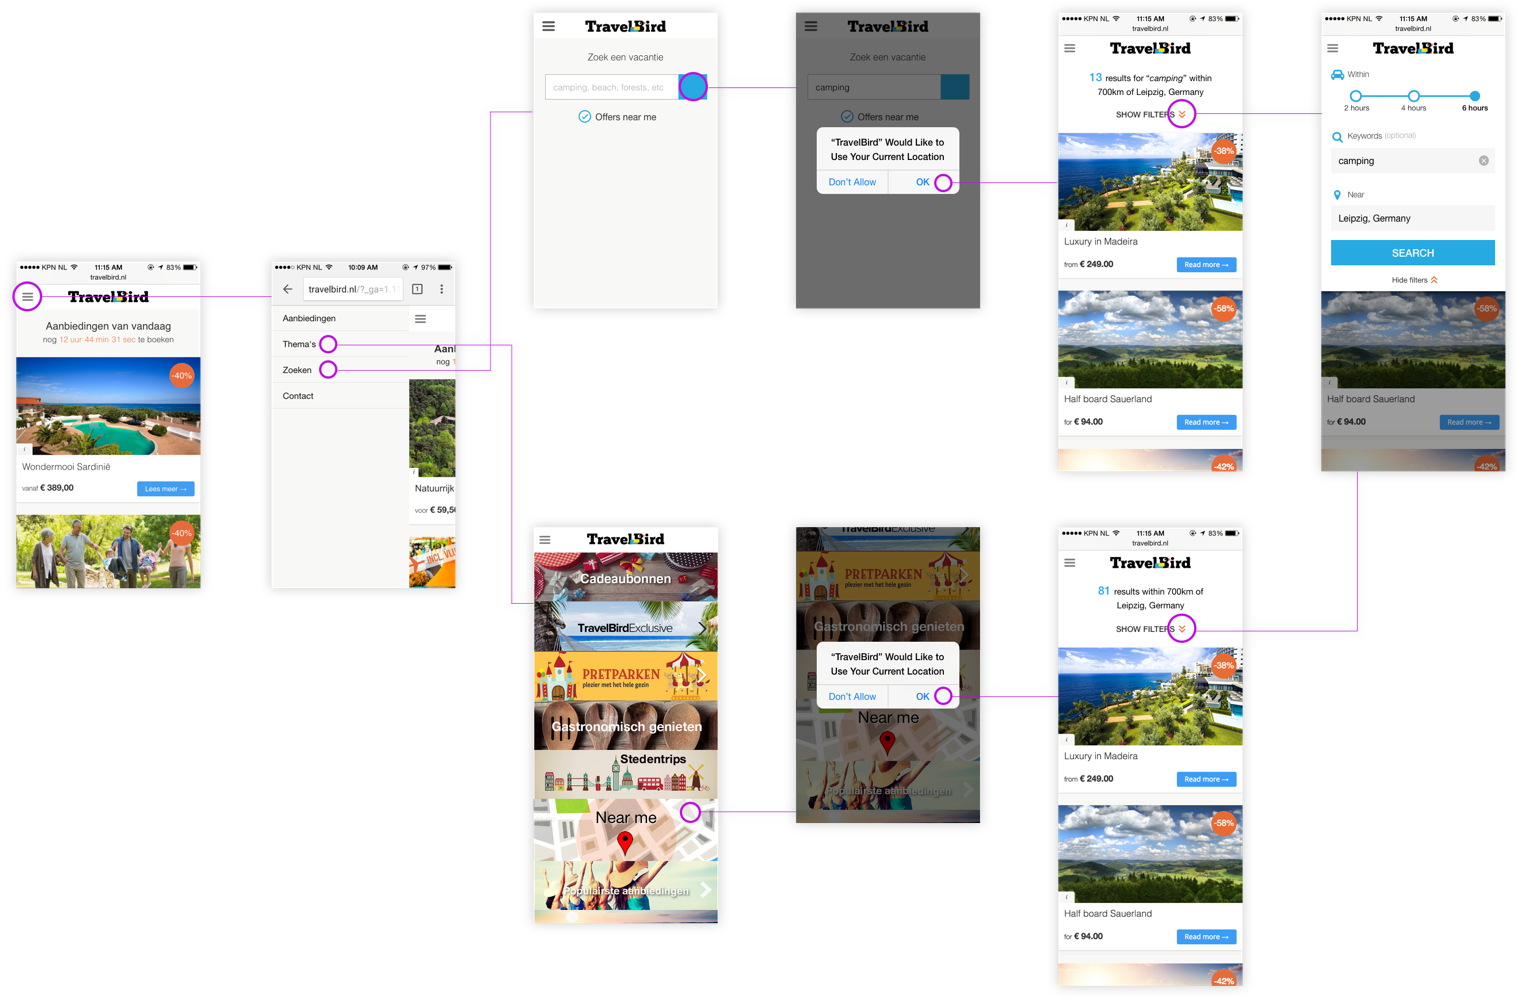 ●●●●● KPN NL 11:15 AM 83%
travelbird.nl
TravelBird
Aanbiedingen van vandaag
nog 12 uur 44 min 31 sec te boeken
-40%
i
Wondermooi Sardinië
vanaf € 389,00
Lees meer →
-40%
●●●●○ KPN NL 10:09 AM 97%
travelbird.nl/?_ga=1.1
1
Aanbiedingen
Thema's
Zoeken
Contact
Aanl
nog 1
i
Natuurrijk
voor € 59,50
INCL. VLU
TravelBird
Zoek een vacantie
camping, beach, forests, etc
Offers near me
TravelBird
camping
Offers near me
“TravelBird” Would Like to
Use Your Current Location
Don't Allow
OK
●●●●● KPN NL 11:15 AM 83%
travelbird.nl
TravelBird
13 results for “camping” within
700km of Leipzig, Germany
SHOW FILTERS
-38%
i
Luxury in Madeira
from € 249.00
Read more →
-58%
i
Half board Sauerland
for € 94.00
Read more →
-42%
●●●●● KPN NL 11:15 AM 83%
travelbird.nl
TravelBird
Within
2 hours
4 hours
6 hours
Keywords (optional)
camping
Near
Leipzig, Germany
SEARCH
Hide filters
-58%
i
Half board Sauerland
for € 94.00
Read more →
-42%
TravelBird
Cadeaubonnen
TravelBirdExclusive
PRETPARKEN
plezier met het hele gezin
Gastronomisch genieten
Stedentrips
Near me
Populairste aanbiedingen
TravelBirdExclusive
PRETPARKEN
plezier met het hele gezin
Gastronomisch genieten
“TravelBird” Would Like to
Use Your Current Location
Don't Allow
OK
Near me
Populairste aanbiedingen
●●●●● KPN NL 11:15 AM 83%
travelbird.nl
TravelBird
81 results within 700km of
Leipzig, Germany
SHOW FILTERS
-38%
i
Luxury in Madeira
from € 249.00
Read more →
-58%
i
Half board Sauerland
for € 94.00
Read more →
-42%